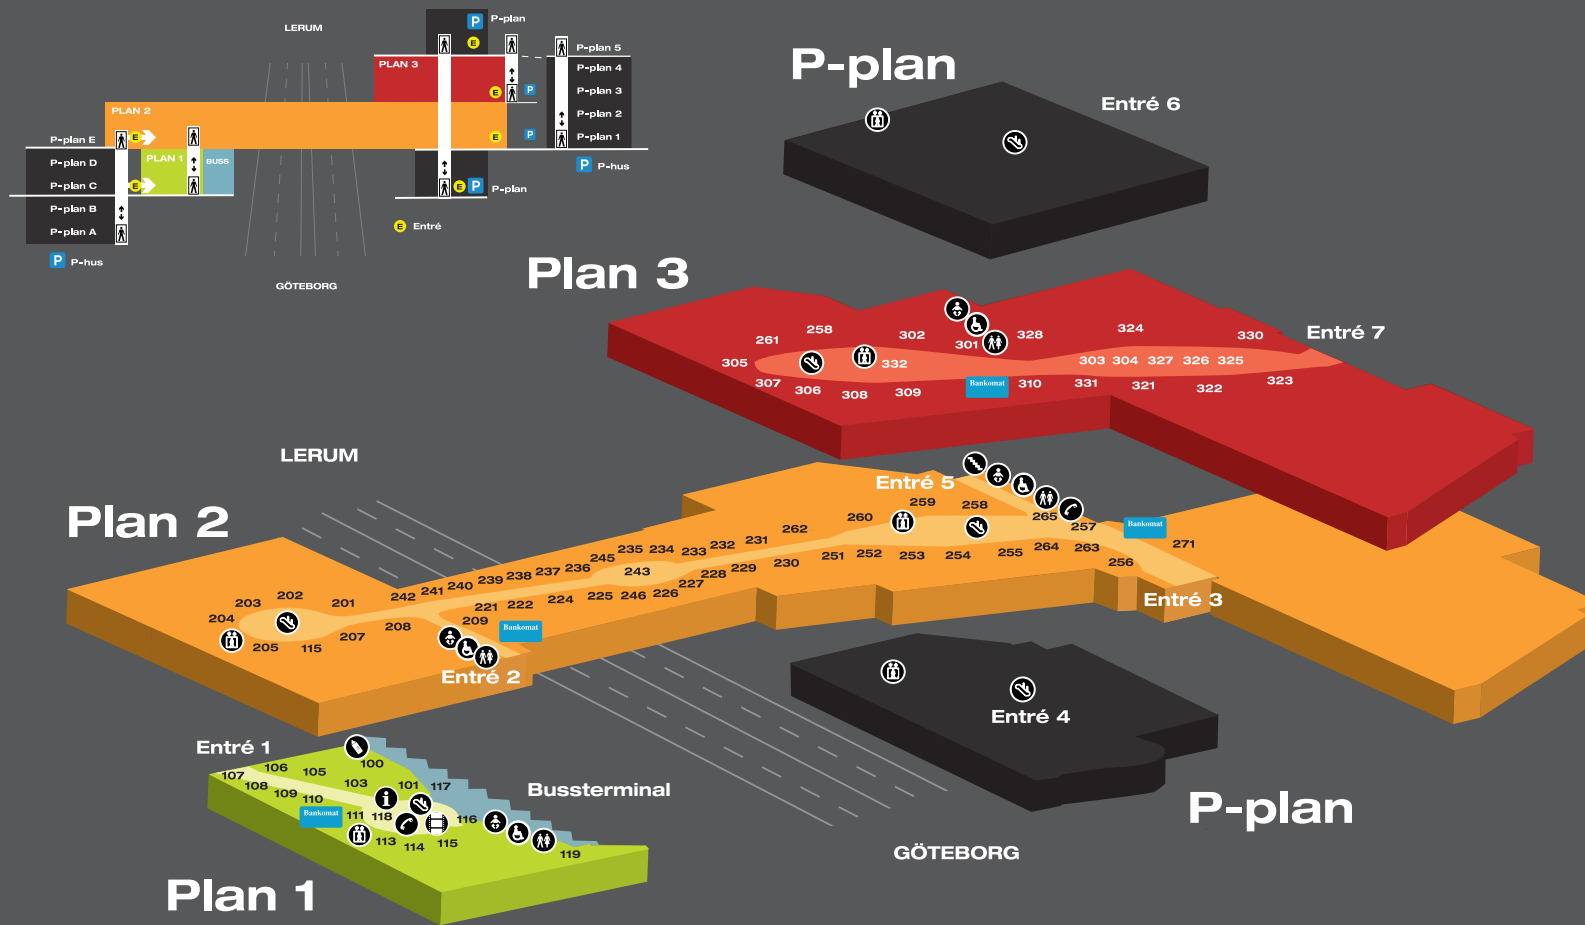 LERUM
P-plan
P
E
P-plan 5
P-plan 4
P-plan 3
P-plan 2
P-plan 1
P P-hus
PLAN 3
E P
PLAN 2
E P
P-plan E
E
P-plan D
PLAN 1
BUSS
P-plan C
E
P-plan B
P-plan A
P P-hus
E P
P-plan
E Entré
GÖTEBORG
P-plan
Entré 6
Plan 3
258
302
328
324
330
Entré 7
261
301
305
332
303 304 327 326 325
307
306
308
309
Bankomat
310
331
321
322
323
LERUM
Plan 2
Entré 5
259
258
260
265
257
Bankomat
271
262
231
232
233
234
235
245
236
237
238
239
240
241
242
243
251
252
253
254
255
264
263
256
Entré 3
230
229
228
227
226
246
225
224
222
221
209
208
Bankomat
Entré 2
201
202
203
204
205
115
207
Entré 4
P-plan
GÖTEBORG
Entré 1
107
106
105
100
103
101
117
108
109
110
Bankomat
111
118
116
113
114
115
119
Bussterminal
Plan 1